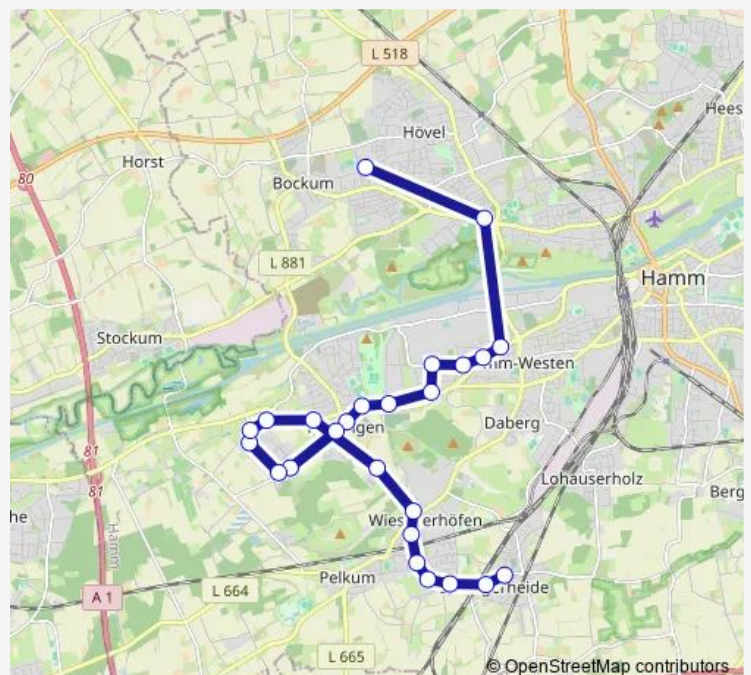 L 518
Hees
Hövel
Horst
80
Bockum
L 881
Hamm
Stockum
mm-Westen
gen
Daberg
81
81
Lohauserholz
Berg
he
Wies
erhöfen
Hamm
Pelkum
erheide
L 664
A 1
L 665
© OpenStreetMap contributors